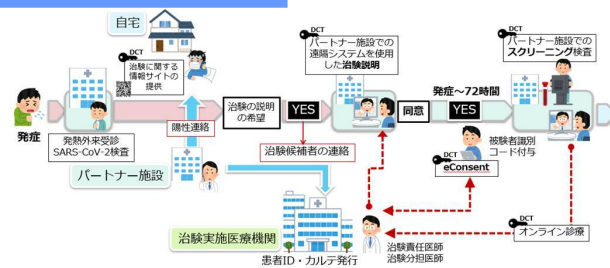 自宅
DCT
治験に関する
情報サイトの
提供
DCT
パートナー施設での
遠隔システムを使用
した治験説明
DCT
パートナー施設での
スクリーニング検査
発症
発熱外来受診
SARS-CoV-2検査
陽性連絡
治験の説明
の希望
YES
同意
発症～72時間
YES
治験候補者の連絡
被験者識別
コード付与
パートナー施設
DCT
eConsent
DCT
オンライン診療
治験実施医療機関
患者ID・カルテ発行
治験責任医師
治験分担医師